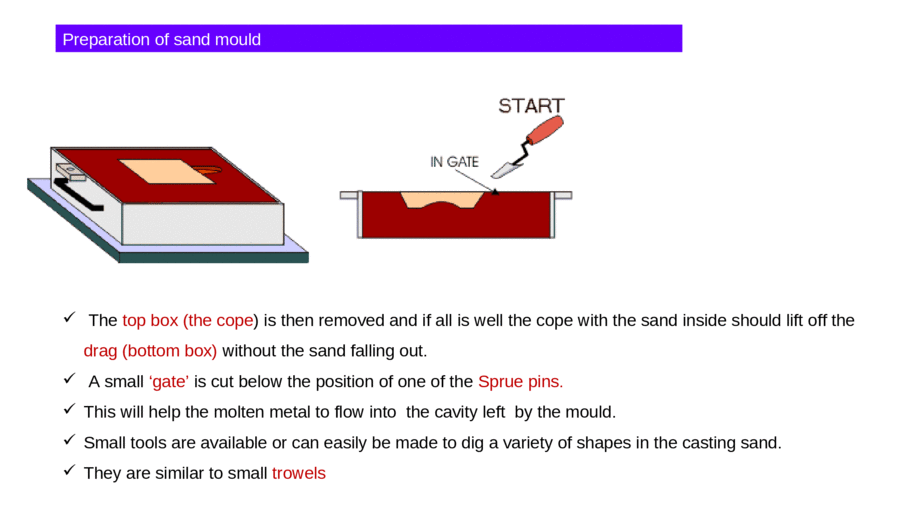 Preparation of sand mould
START
IN GATE
The top box (the cope) is then removed and if all is well the cope with the sand inside should lift off the
drag (bottom box) without the sand falling out.
A small ‘gate’ is cut below the position of one of the Sprue pins.
This will help the molten metal to flow into the cavity left by the mould.
Small tools are available or can easily be made to dig a variety of shapes in the casting sand.
They are similar to small trowels